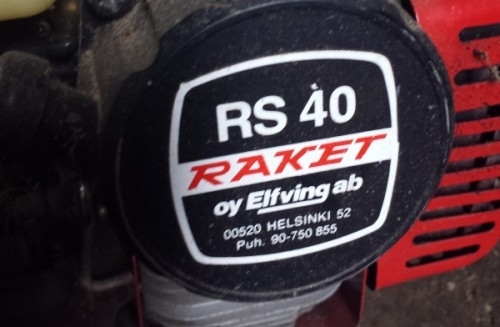 RS 40
RAKET
oy Elfving ab
00520 HELSINKI 52
Puh. 90-750 855